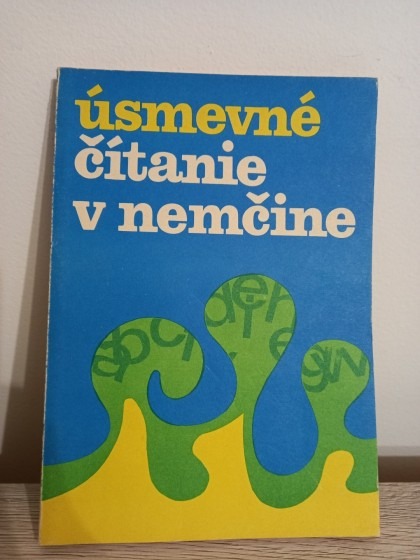 úsmevné
čítanie
v nemčine